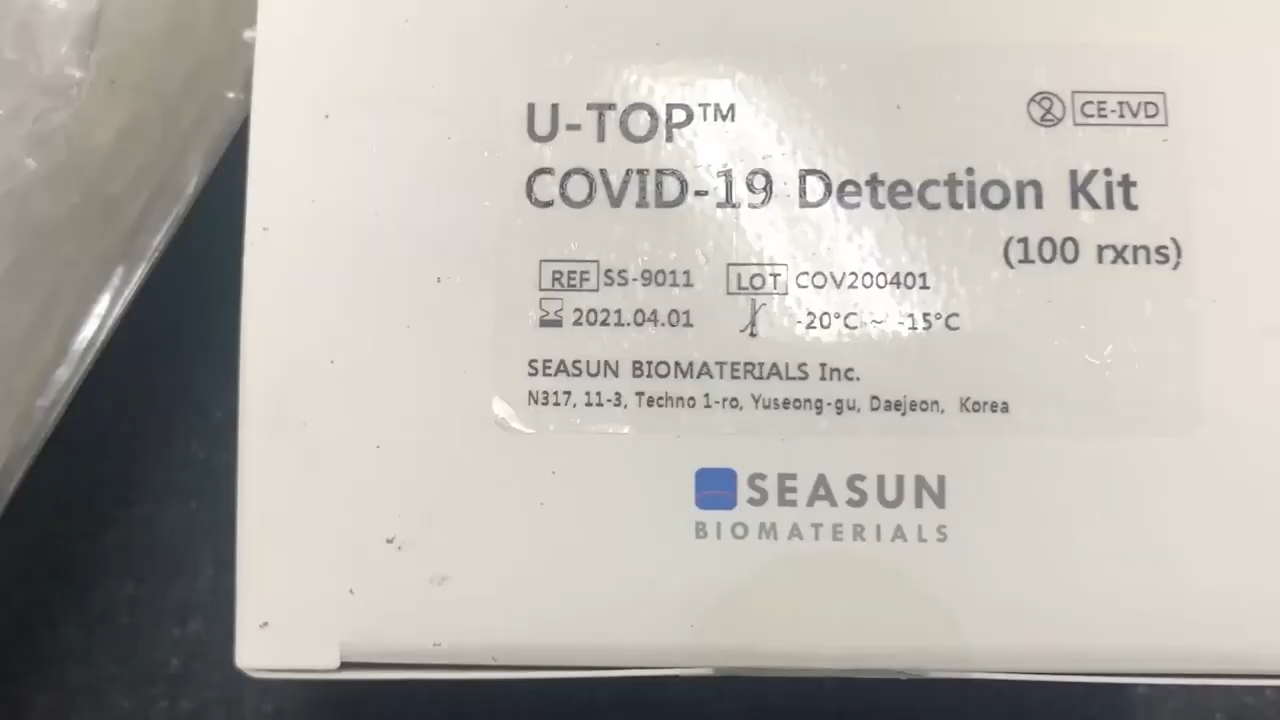 U-TOP™
CE-IVD
COVID-19 Detection Kit
(100 rxns)
REF SS-9011 LOT COV200401
2021.04.01 -20°C ~ -15°C
SEASUN BIOMATERIALS Inc.
N317, 11-3, Techno 1-ro, Yuseong-gu, Daejeon, Korea
SEASUN
BIOMATERIALS